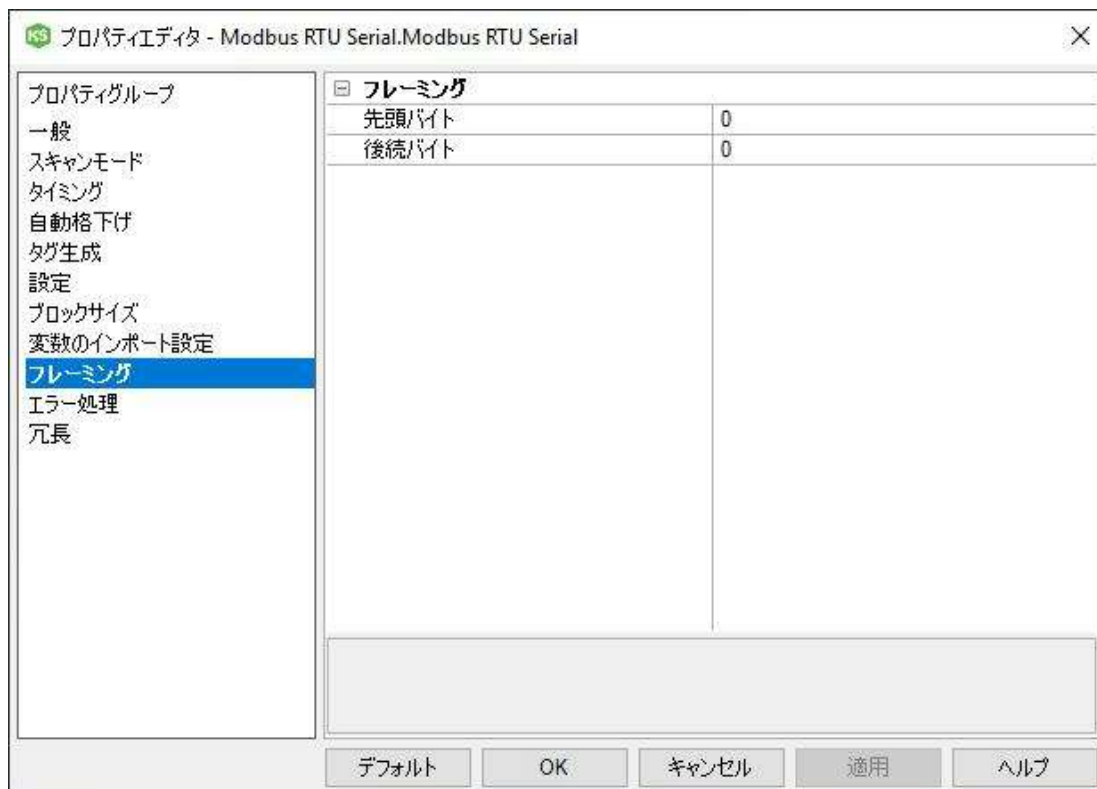 KS プロパティエディタ - Modbus RTU Serial.Modbus RTU Serial
プロパティグループ
一般
スキャンモード
タイミング
自動格下げ
タグ生成
設定
ブロックサイズ
変数のインポート設定
フレーミング
エラー処理
冗長
フレーミング
先頭バイト 0
後続バイト 0
デフォルト OK キャンセル 適用 ヘルプ